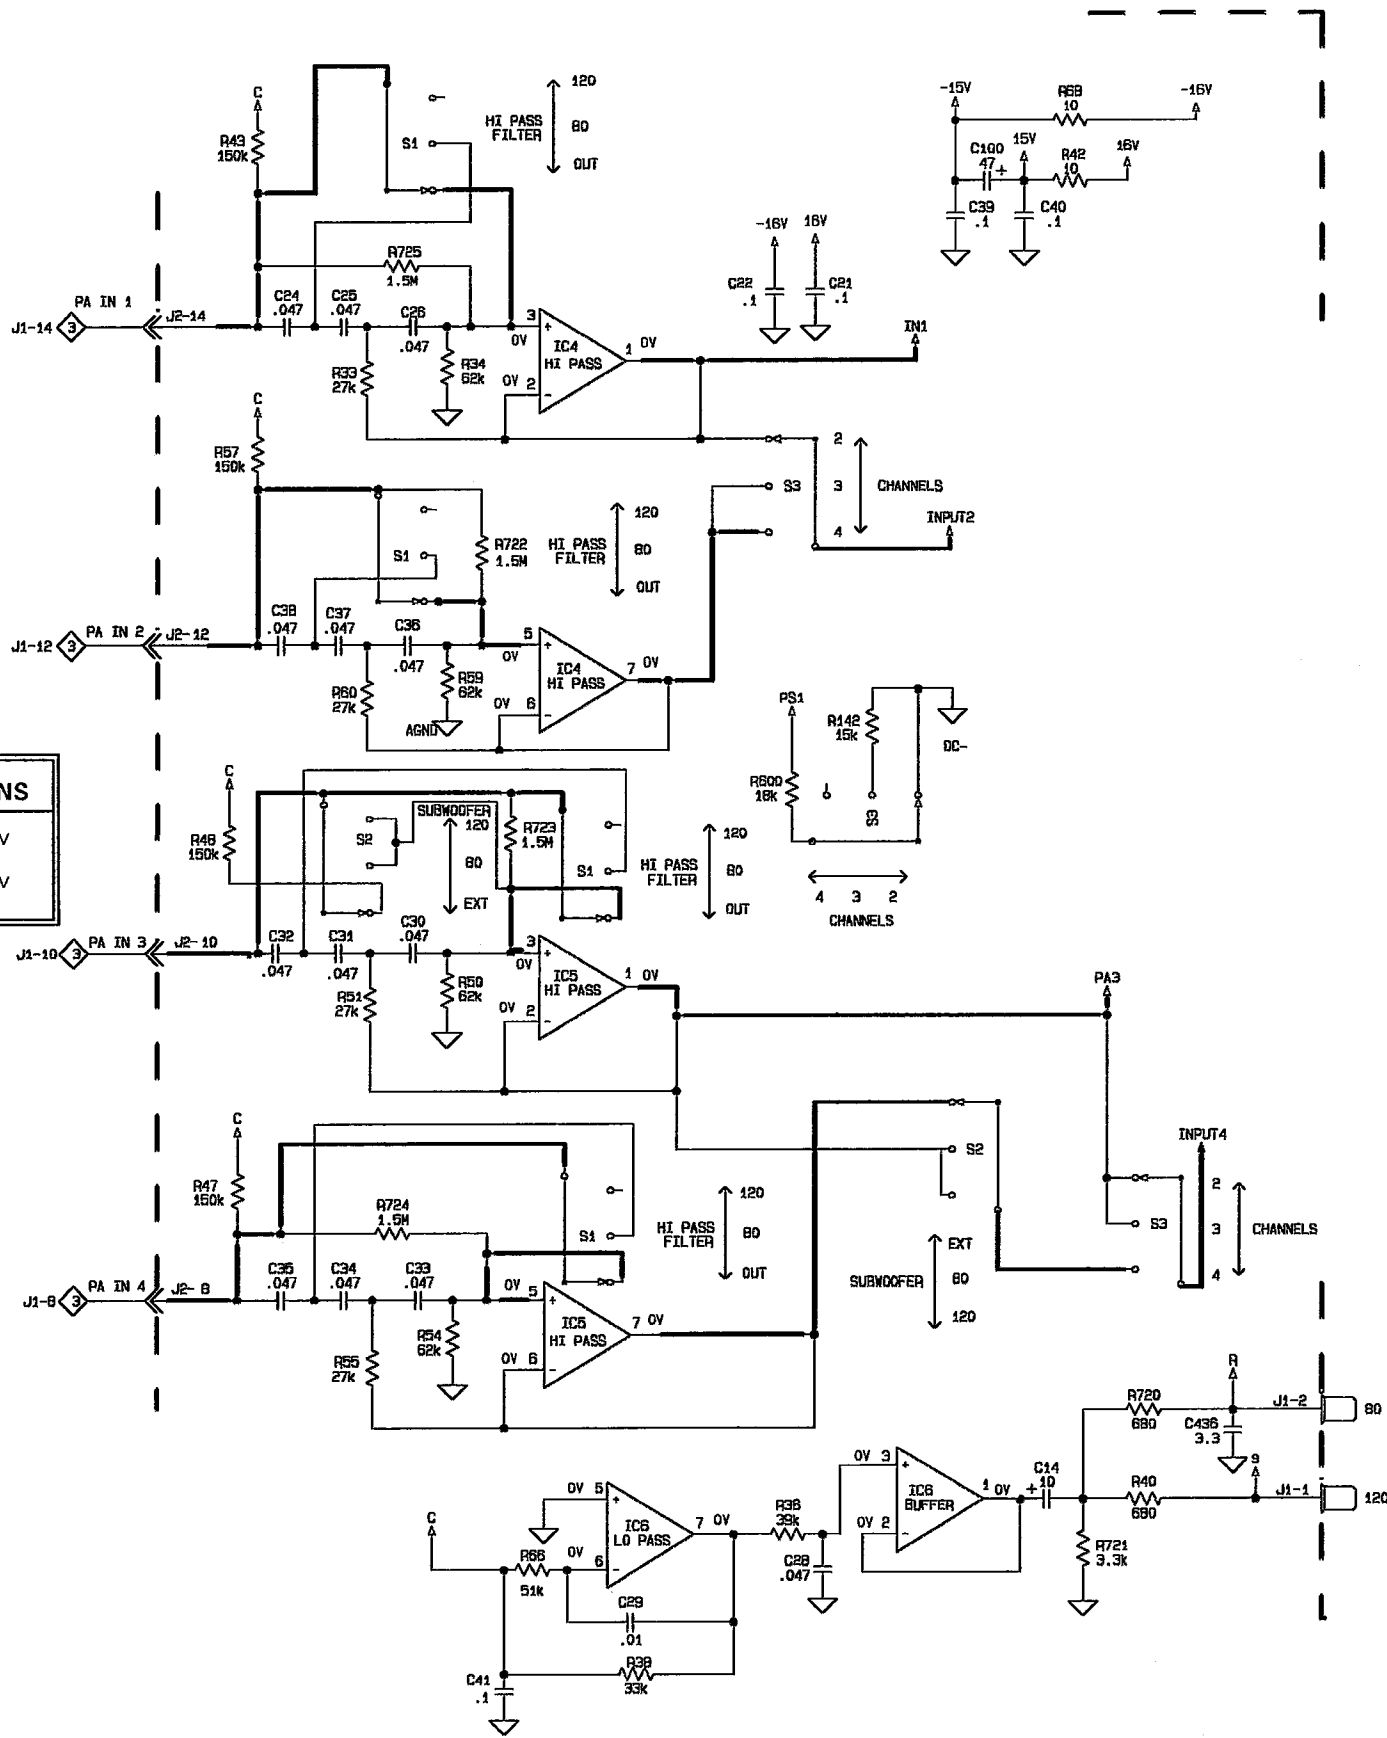 120
HI PASS
FILTER
80
OUT
C
R43
150k
S1
-15V
R69
10
-16V
C100
47
+
15V
R42
10
16V
C39
.1
C40
.1
-16V
16V
C22
.1
C21
.1
R725
1.5M
PA IN 1
J1-14
3
J2-14
C24
.047
C25
.047
C26
.047
R33
27k
R34
62k
3
+
0V
IC4
HI PASS
1 0V
0V 2
-
IN1
C
R57
150k
2
S3
3
CHANNELS
4
INPUT2
S1
R722
1.5M
120
HI PASS
FILTER
80
OUT
PA IN 2
J1-12
3
J2-12
C38
.047
C37
.047
C36
.047
R60
27k
R59
62k
AGND
5
+
0V
IC4
HI PASS
7 0V
0V 6
-
PS1
R600
18k
R142
15k
DC-
S3
4 3 2
CHANNELS
NS
V
V
C
R48
150k
S2
SUBWOOFER
120
80
EXT
R723
1.5M
S1
HI PASS
FILTER
120
80
OUT
PA IN 3
J1-10
3
J2-10
C32
.047
C31
.047
C30
.047
R51
27k
R50
62k
3
+
0V
IC5
HI PASS
1 0V
0V 2
-
PA3
C
R47
150k
R724
1.5M
S1
HI PASS
FILTER
120
80
OUT
S2
EXT
SUBWOOFER
80
120
INPUT4
2
S3
3
CHANNELS
4
PA IN 4
J1-8
3
J2-8
C35
.047
C34
.047
C33
.047
R55
27k
R54
62k
0V 5
+
IC5
HI PASS
7 0V
0V 6
-
C
R66
51k
0V 5
+
IC6
LO PASS
7 0V
0V
6
-
C29
.01
R38
33k
C41
.1
R36
39k
C28
.047
0V 3
+
IC6
BUFFER
1 0V
0V 2
-
+
C14
10
R720
680
R
C436
3.3
J1-2
80
R40
680
9
J1-1
120
R721
3.3k